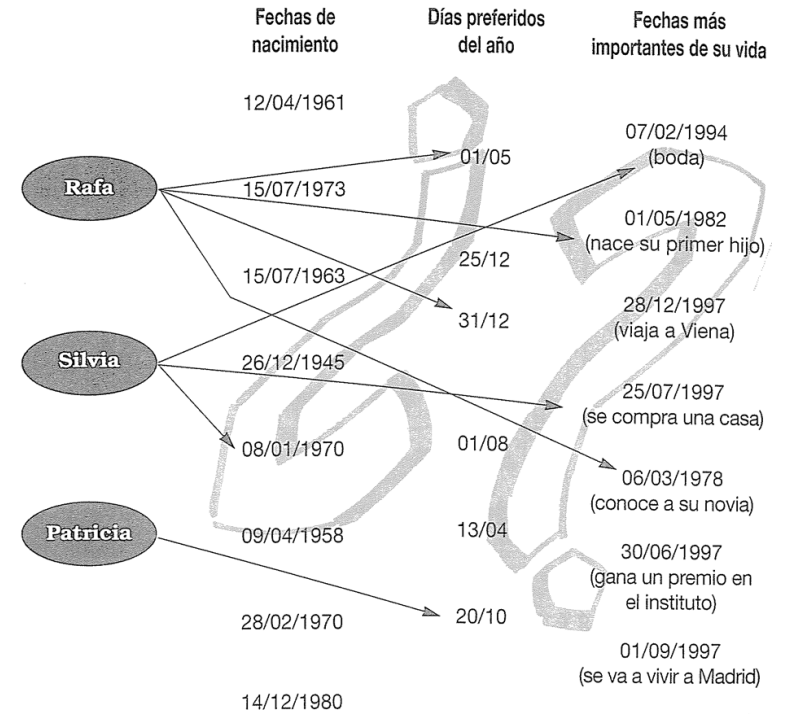 Fechas de
nacimiento
Días preferidos
del año
Fechas más
importantes de su vida
Rafa
Silvia
Patricia
12/04/1961
15/07/1973
15/07/1963
26/12/1945
08/01/1970
09/04/1958
28/02/1970
14/12/1980
01/05
25/12
31/12
01/08
13/04
20/10
07/02/1994
(boda)
01/05/1982
(nace su primer hijo)
28/12/1997
(viaja a Viena)
25/07/1997
(se compra una casa)
06/03/1978
(conoce a su novia)
30/06/1997
(gana un premio en
el instituto)
01/09/1997
(se va a vivir a Madrid)